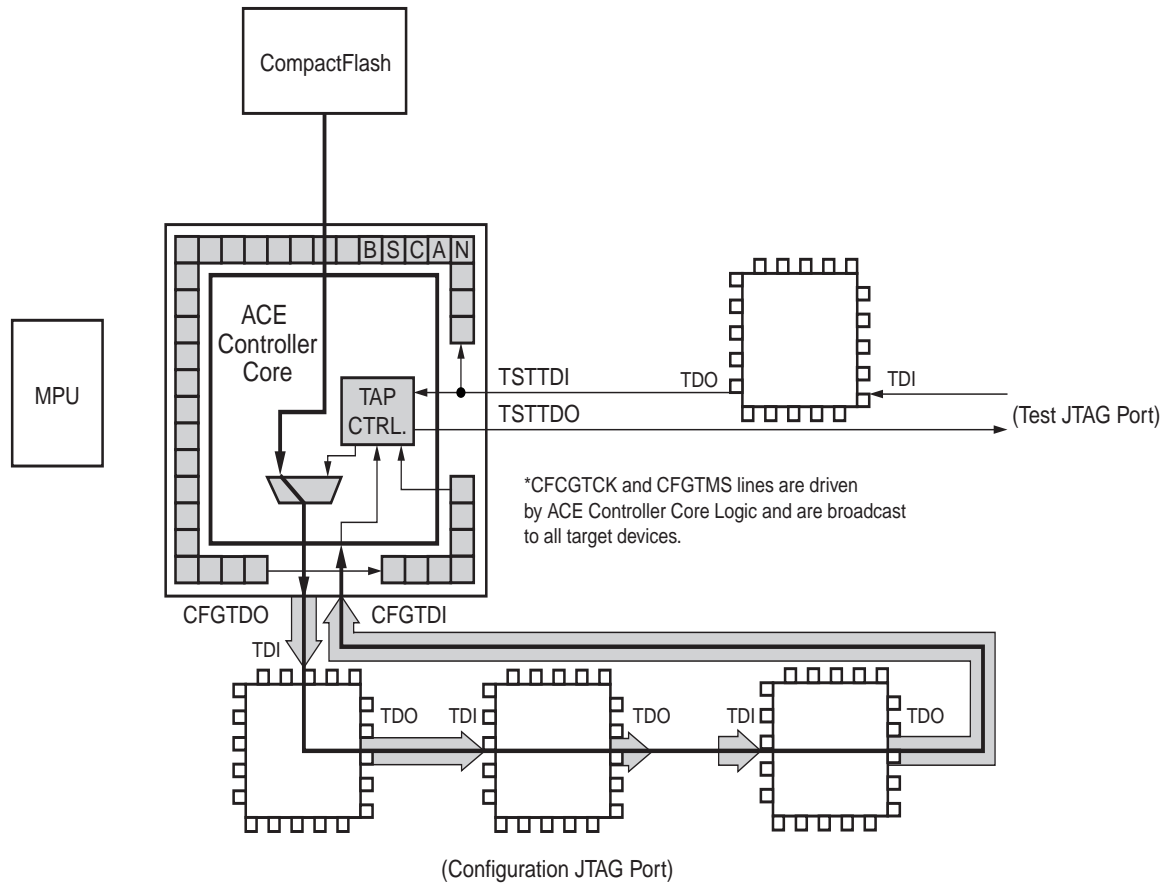 CompactFlash
B S C A N
ACE
Controller
Core
MPU
TAP
CTRL.
TSTTDI
TDO
TDI
TSTTDO
(Test JTAG Port)
*CFCGTCK and CFGTMS lines are driven
by ACE Controller Core Logic and are broadcast
to all target devices.
CFGTDO
CFGTDI
TDI
TDO
TDI
TDO
TDI
TDO
(Configuration JTAG Port)